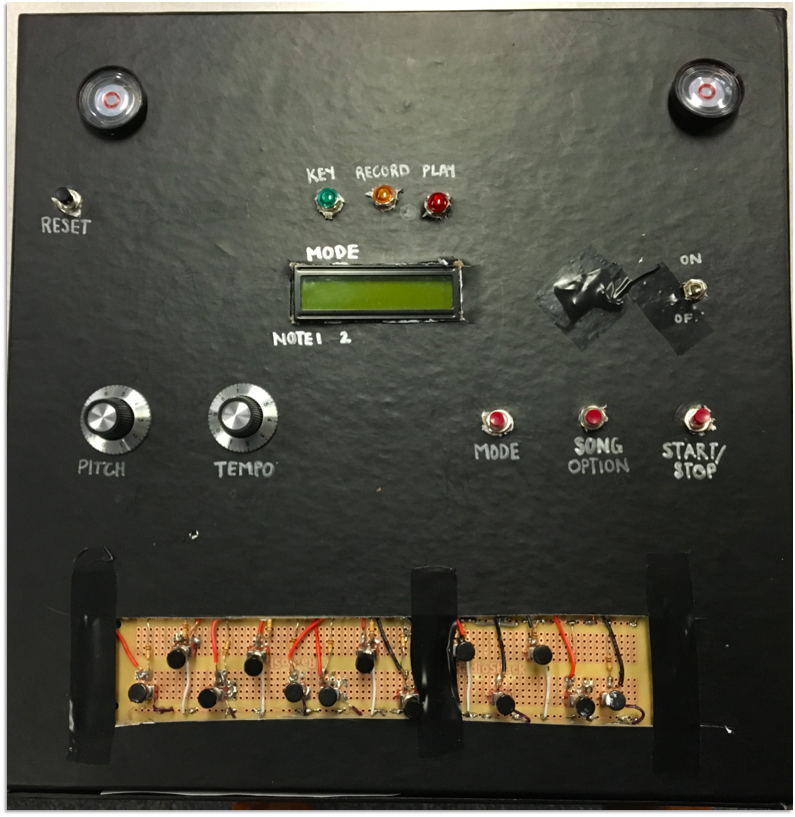 KEY RECORD PLAY
RESET
MODE
ON
OF
NOTE1 2
PITCH
TEMPO
MODE
SONG
OPTION
START/
STOP